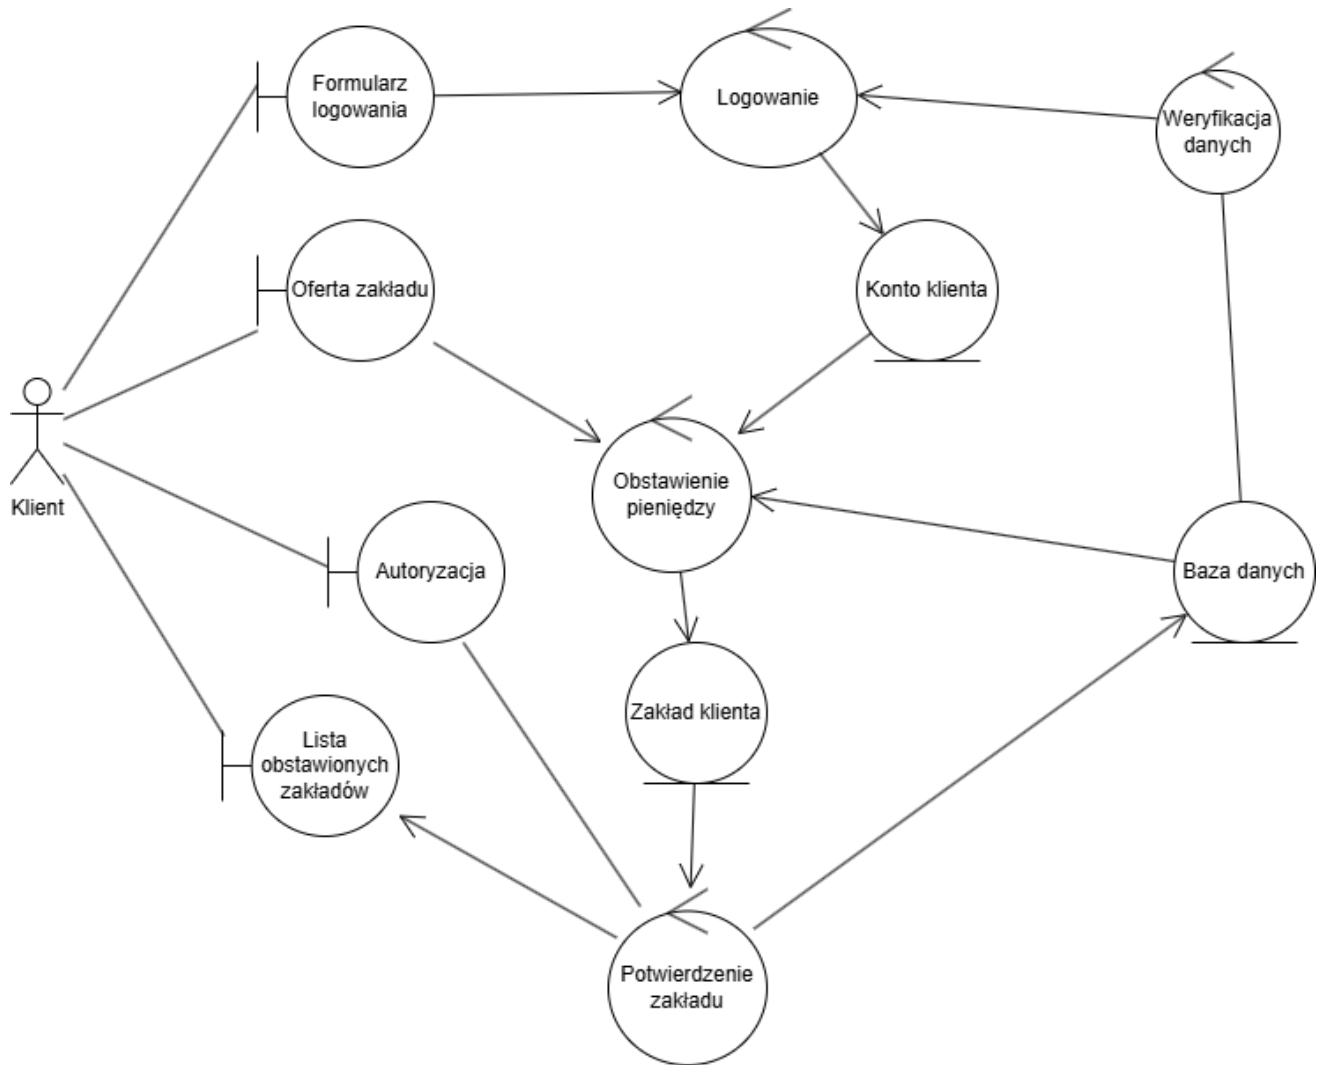 Formularz
logowania
Logowanie
Weryfikacja
danych
Oferta zakładu
Konto klienta
Klient
Obstawienie
pieniędzy
Autoryzacja
Baza danych
Zakład klienta
Lista
obstawionych
zakładów
Potwierdzenie
zakładu